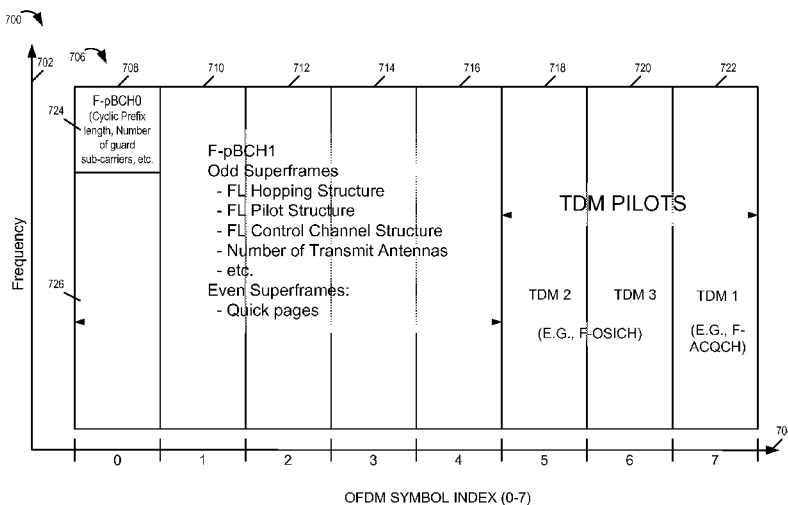 700
702
706
708
710
712
714
716
718
720
722
724
F-pBCH0
(Cyclic Prefix
length, Number
of guard
sub-carriers, etc.
F-pBCH1
Odd Superframes
- FL Hopping Structure
- FL Pilot Structure
- FL Control Channel Structure
- Number of Transmit Antennas
- etc.
Even Superframes:
- Quick pages
TDM PILOTS
Frequency
726
TDM 2
TDM 3
TDM 1
(E.G., F-OSICH)
(E.G., F-
ACQCH)
70
0
1
2
3
4
5
6
7
OFDM SYMBOL INDEX (0-7)